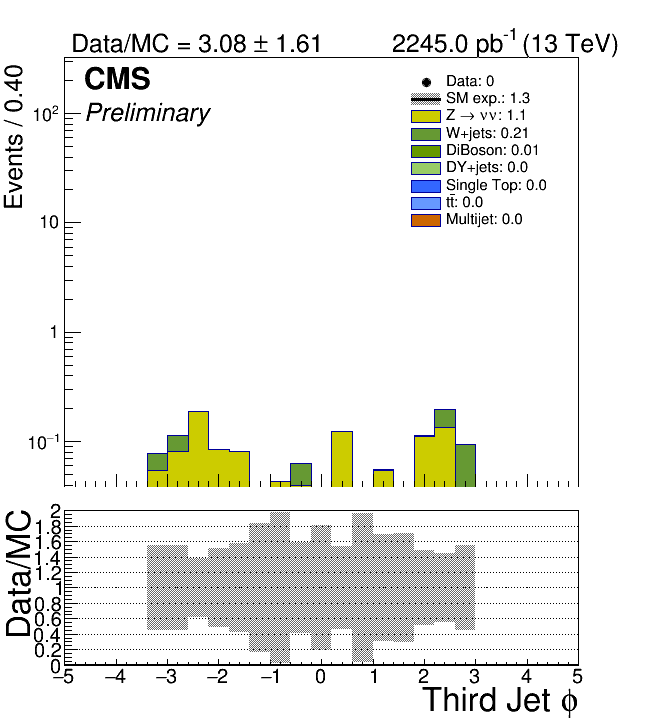 Data/MC = 3.08 ± 1.61 2245.0 pb⁻¹ (13 TeV)
CMS
Preliminary
Data: 0
SM exp.: 1.3
Z → νν: 1.1
W+jets: 0.21
DiBoson: 0.01
DY+jets: 0.0
Single Top: 0.0
tt̄: 0.0
Multijet: 0.0
Events / 0.40
10²
10
1
10⁻¹
Data/MC
2
1.8
1.6
1.4
1.2
1
0.8
0.6
0.4
0.2
0
−5 −4 −3 −2 −1 0 1 2 3 4 5
Third Jet ϕ